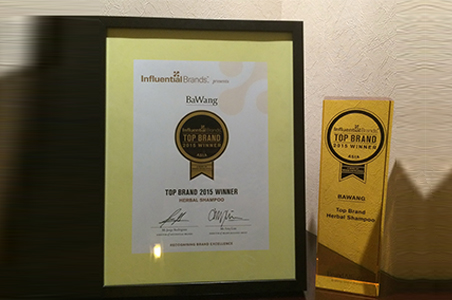 Influential Brands presents
BaWang
Influential Brands
TOP BRAND
2015 WINNER
ASIA
TOP BRAND 2015 WINNER
HERBAL SHAMPOO
RECOGNISING BRAND EXCELLENCE
Influential Brands
TOP BRAND
2015 WINNER
ASIA
BAWANG
Top Brand
Herbal Shampoo